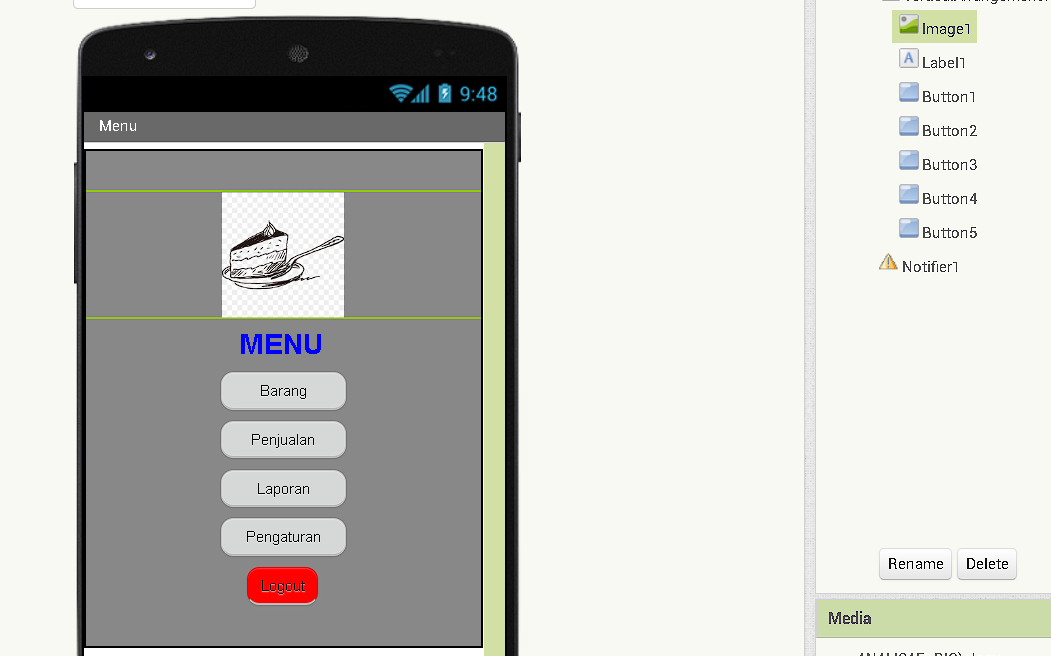 Image1
Label1
Button1
9:48
Button2
Menu
Button3
Button4
Button5
Notifier1
MENU
Barang
Penjualan
Laporan
Pengaturan
Rename
Delete
Logout
Media